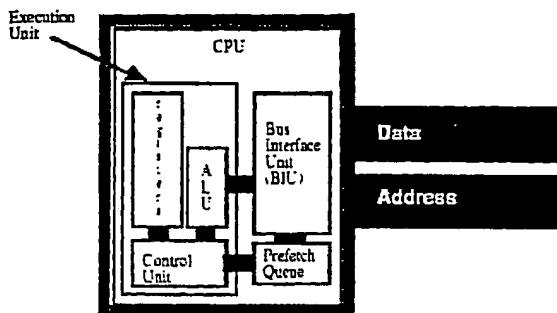 Execution
Unit
CPU
Registers
A
L
U
Bus
Interface
Unit
(BIU)
Data
Address
Control
Unit
Prefetch
Queue